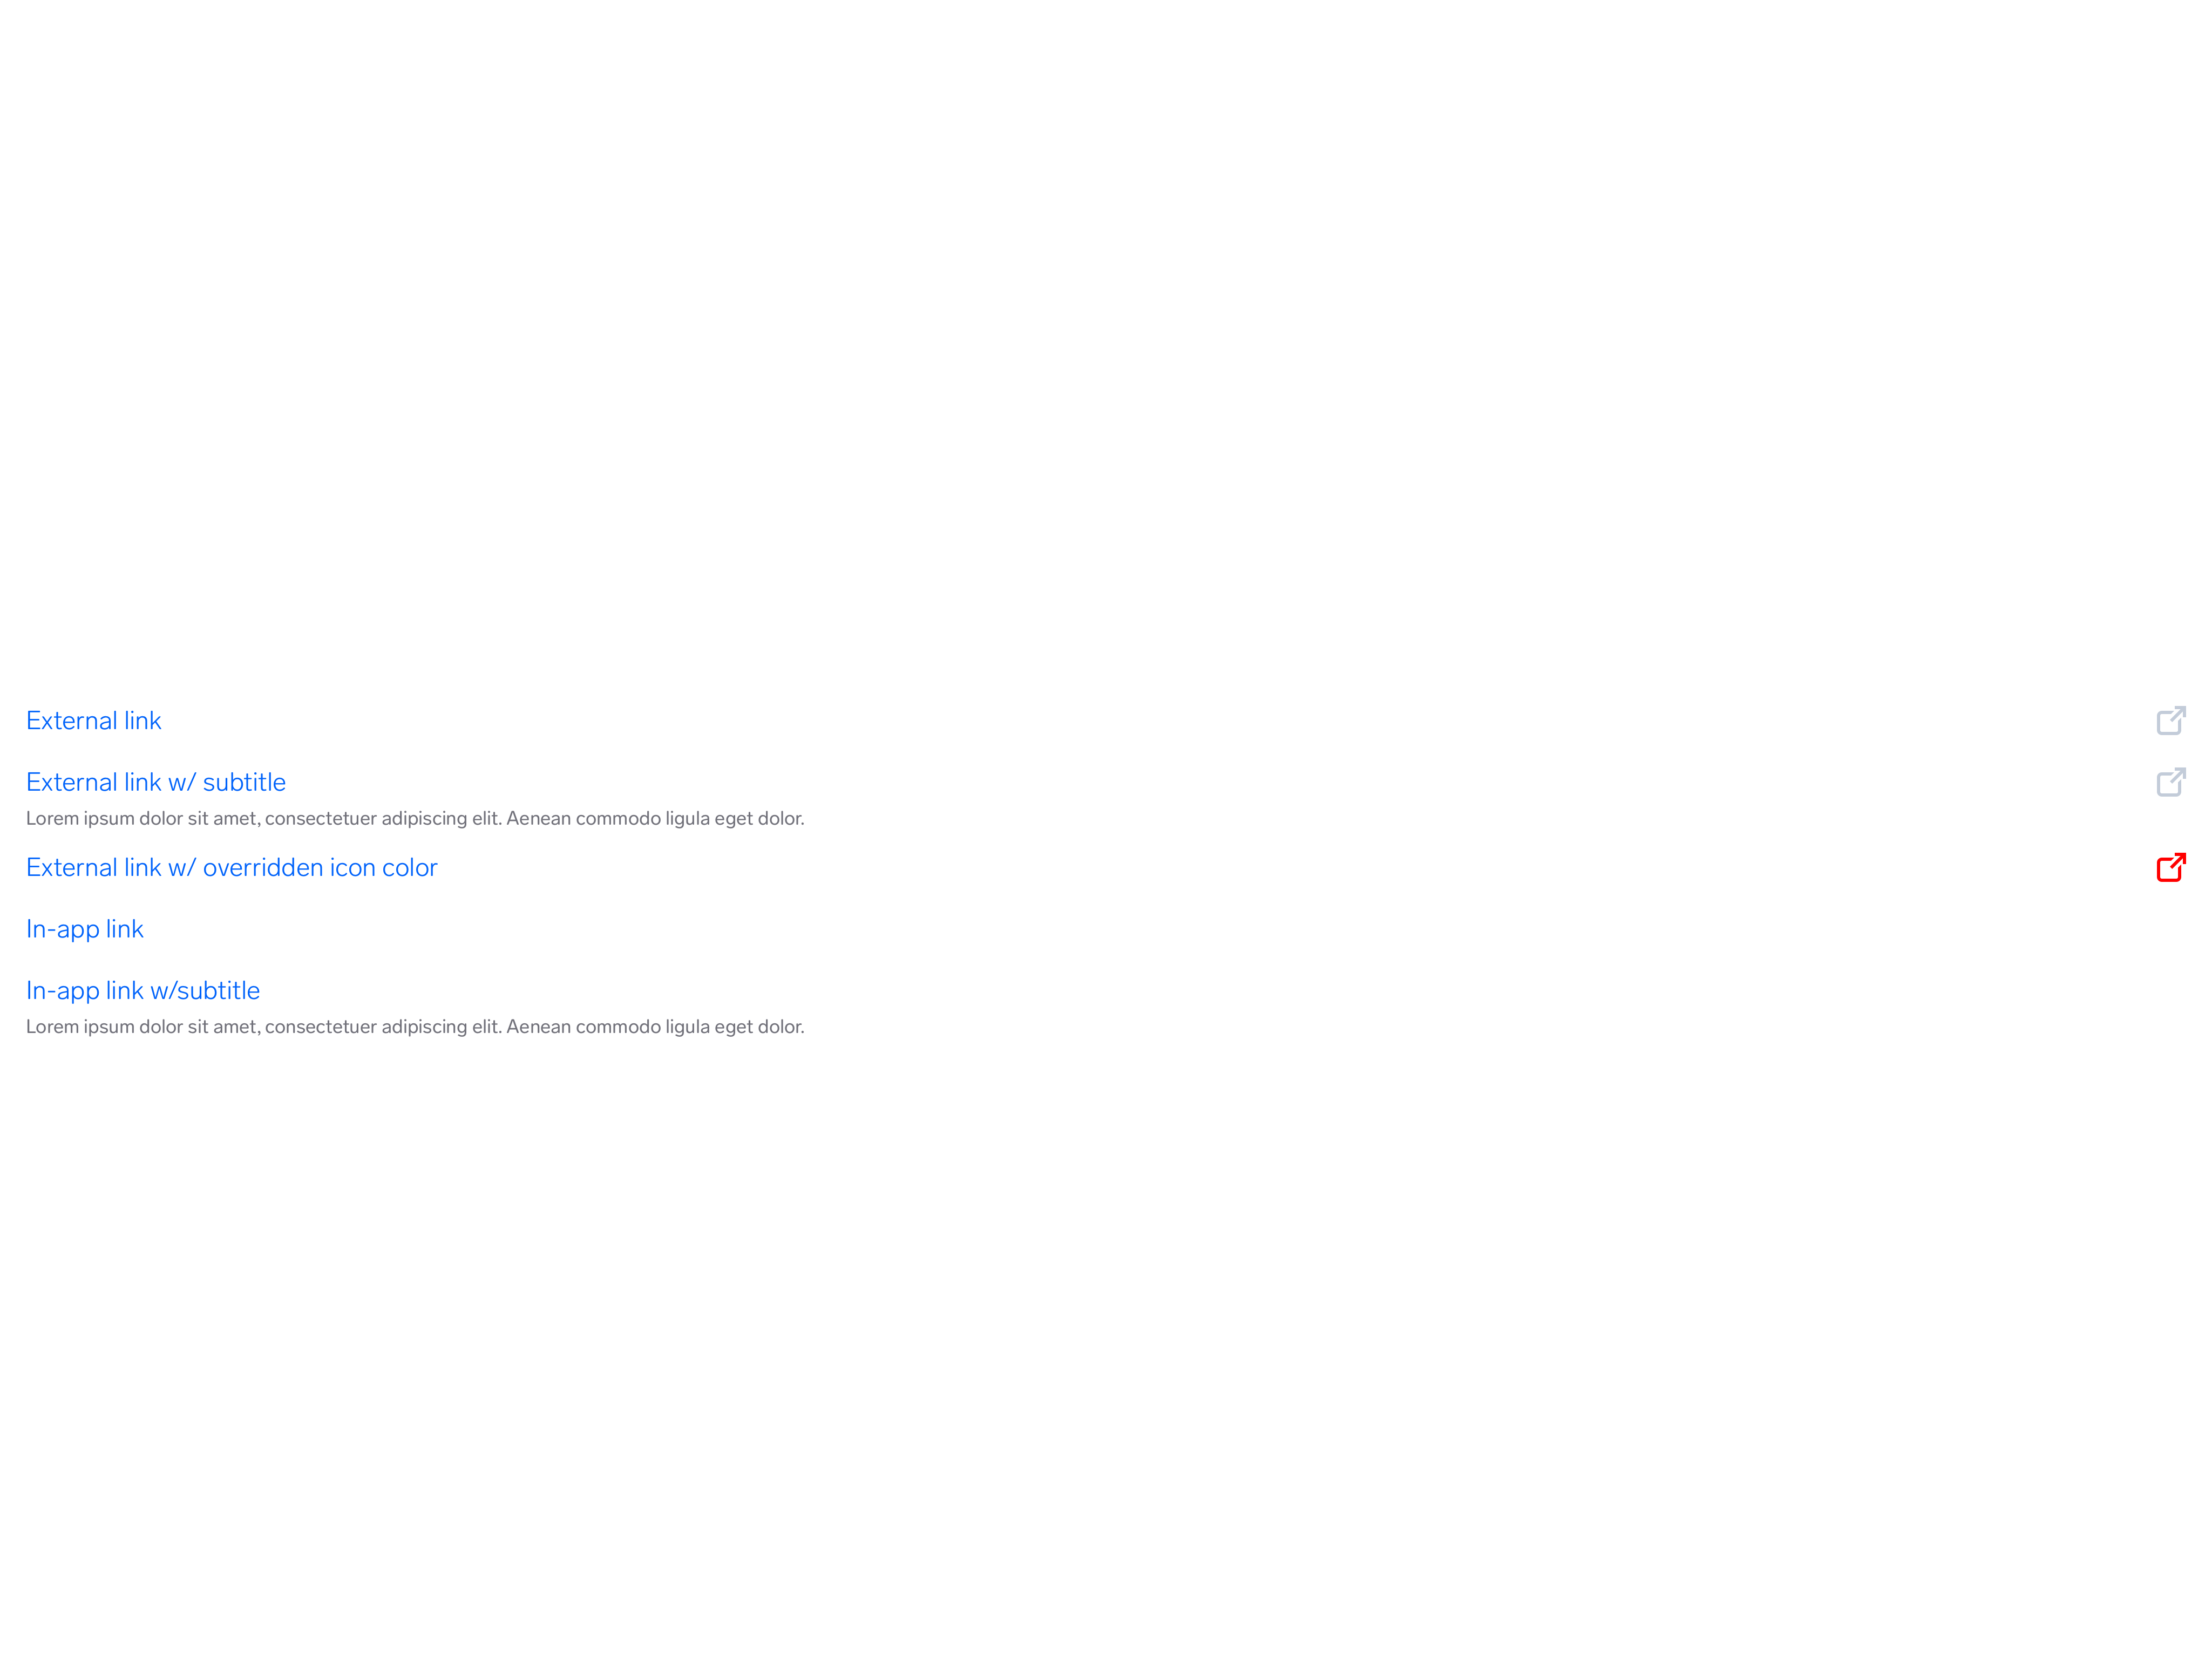 External link
External link w/ subtitle
Lorem ipsum dolor sit amet, consectetuer adipiscing elit. Aenean commodo ligula eget dolor.
External link w/ overridden icon color
In-app link
In-app link w/subtitle
Lorem ipsum dolor sit amet, consectetuer adipiscing elit. Aenean commodo ligula eget dolor.